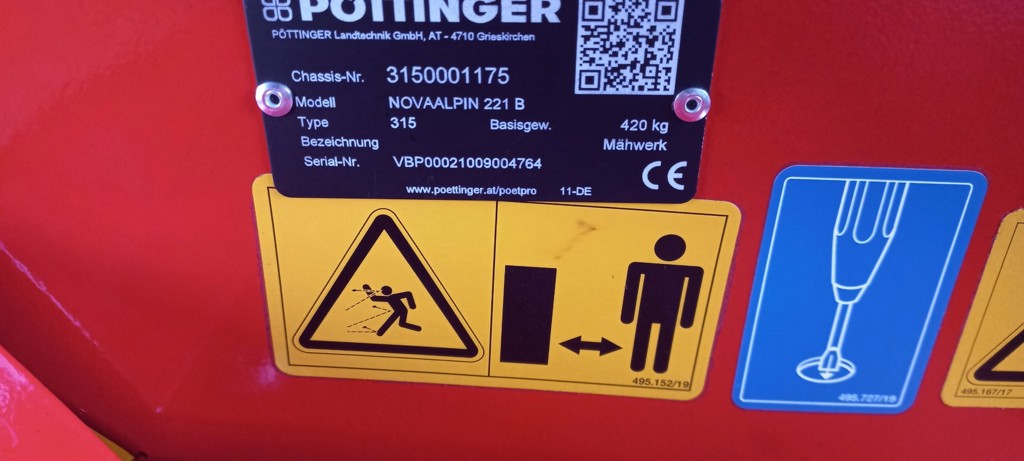 PÖTTINGER
PÖTTINGER Landtechnik GmbH, AT - 4710 Grieskirchen
Chassis-Nr. 3150001175
Modell NOVAALPIN 221 B
Type 315 Basisgew. 420 kg
Bezeichnung Mähwerk
Serial-Nr. VBP00021009004764
CE
www.poettinger.at/poetpro 11-DE
495.152/19
495.727/19
495.167/17